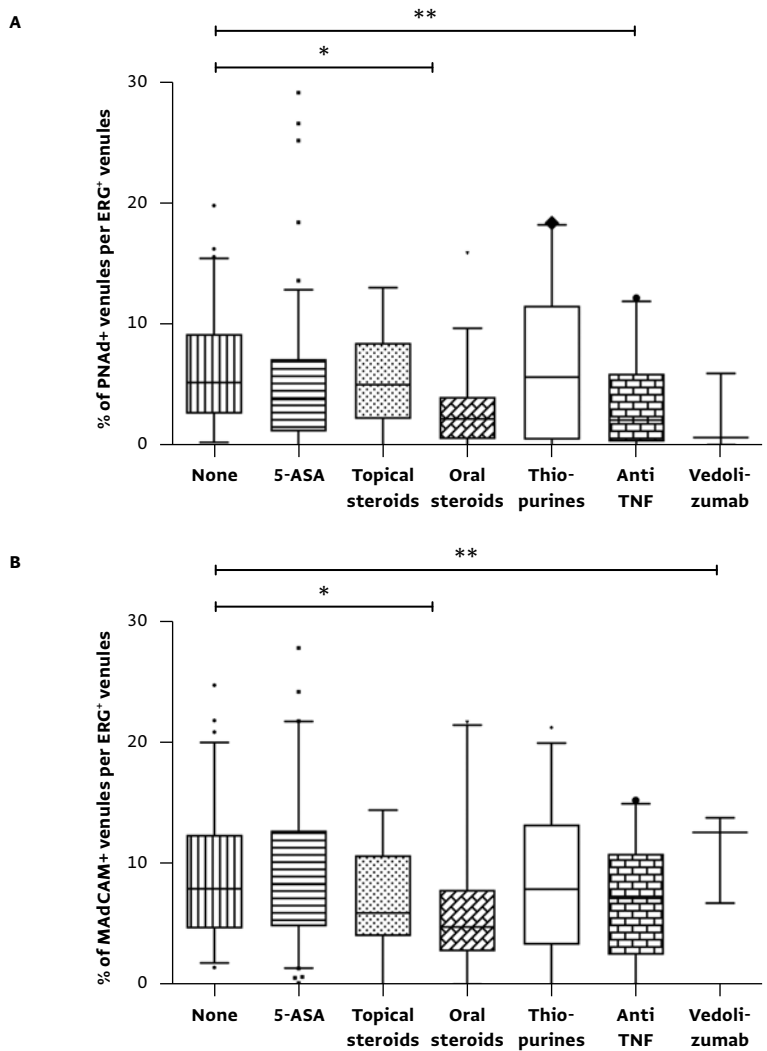 A
**
*
% of PNAd+ venules per ERG⁺ venules
30
20
10
0
None
5-ASA
Topical
steroids
Oral
steroids
Thio-
purines
Anti
TNF
Vedoli-
zumab
B
**
*
% of MAdCAM+ venules per ERG⁺ venules
30
20
10
0
None
5-ASA
Topical
steroids
Oral
steroids
Thio-
purines
Anti
TNF
Vedoli-
zumab